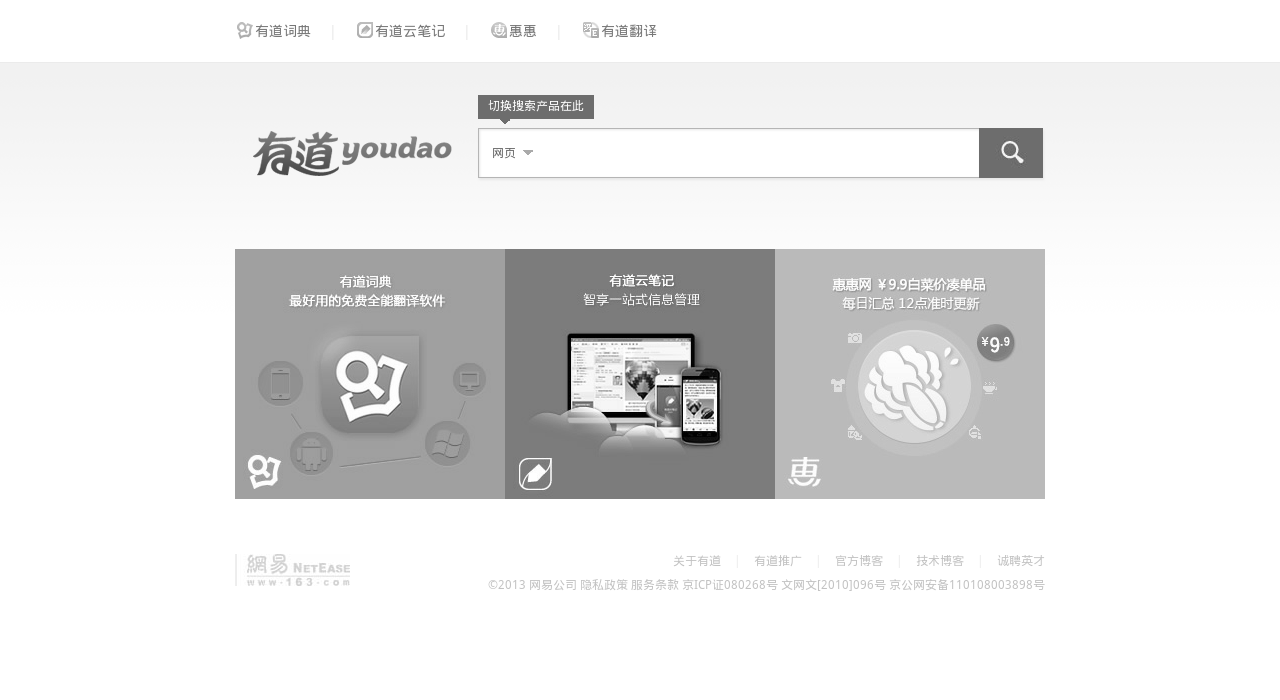 有道词典 | 有道云笔记 | 惠惠 | 有道翻译
切换搜索产品在此
有道 youdao
网页
有道词典
最好用的免费全能翻译软件
有道云笔记
智享一站式信息管理
惠惠网 ￥9.9白菜价凑单品
每日汇总 12点准时更新
¥9.9
惠
網易 NETEASE
www.163.com
关于有道 | 有道推广 | 官方博客 | 技术博客 | 诚聘英才
©2013 网易公司 隐私政策 服务条款 京ICP证080268号 文网文[2010]096号 京公网安备110108003898号